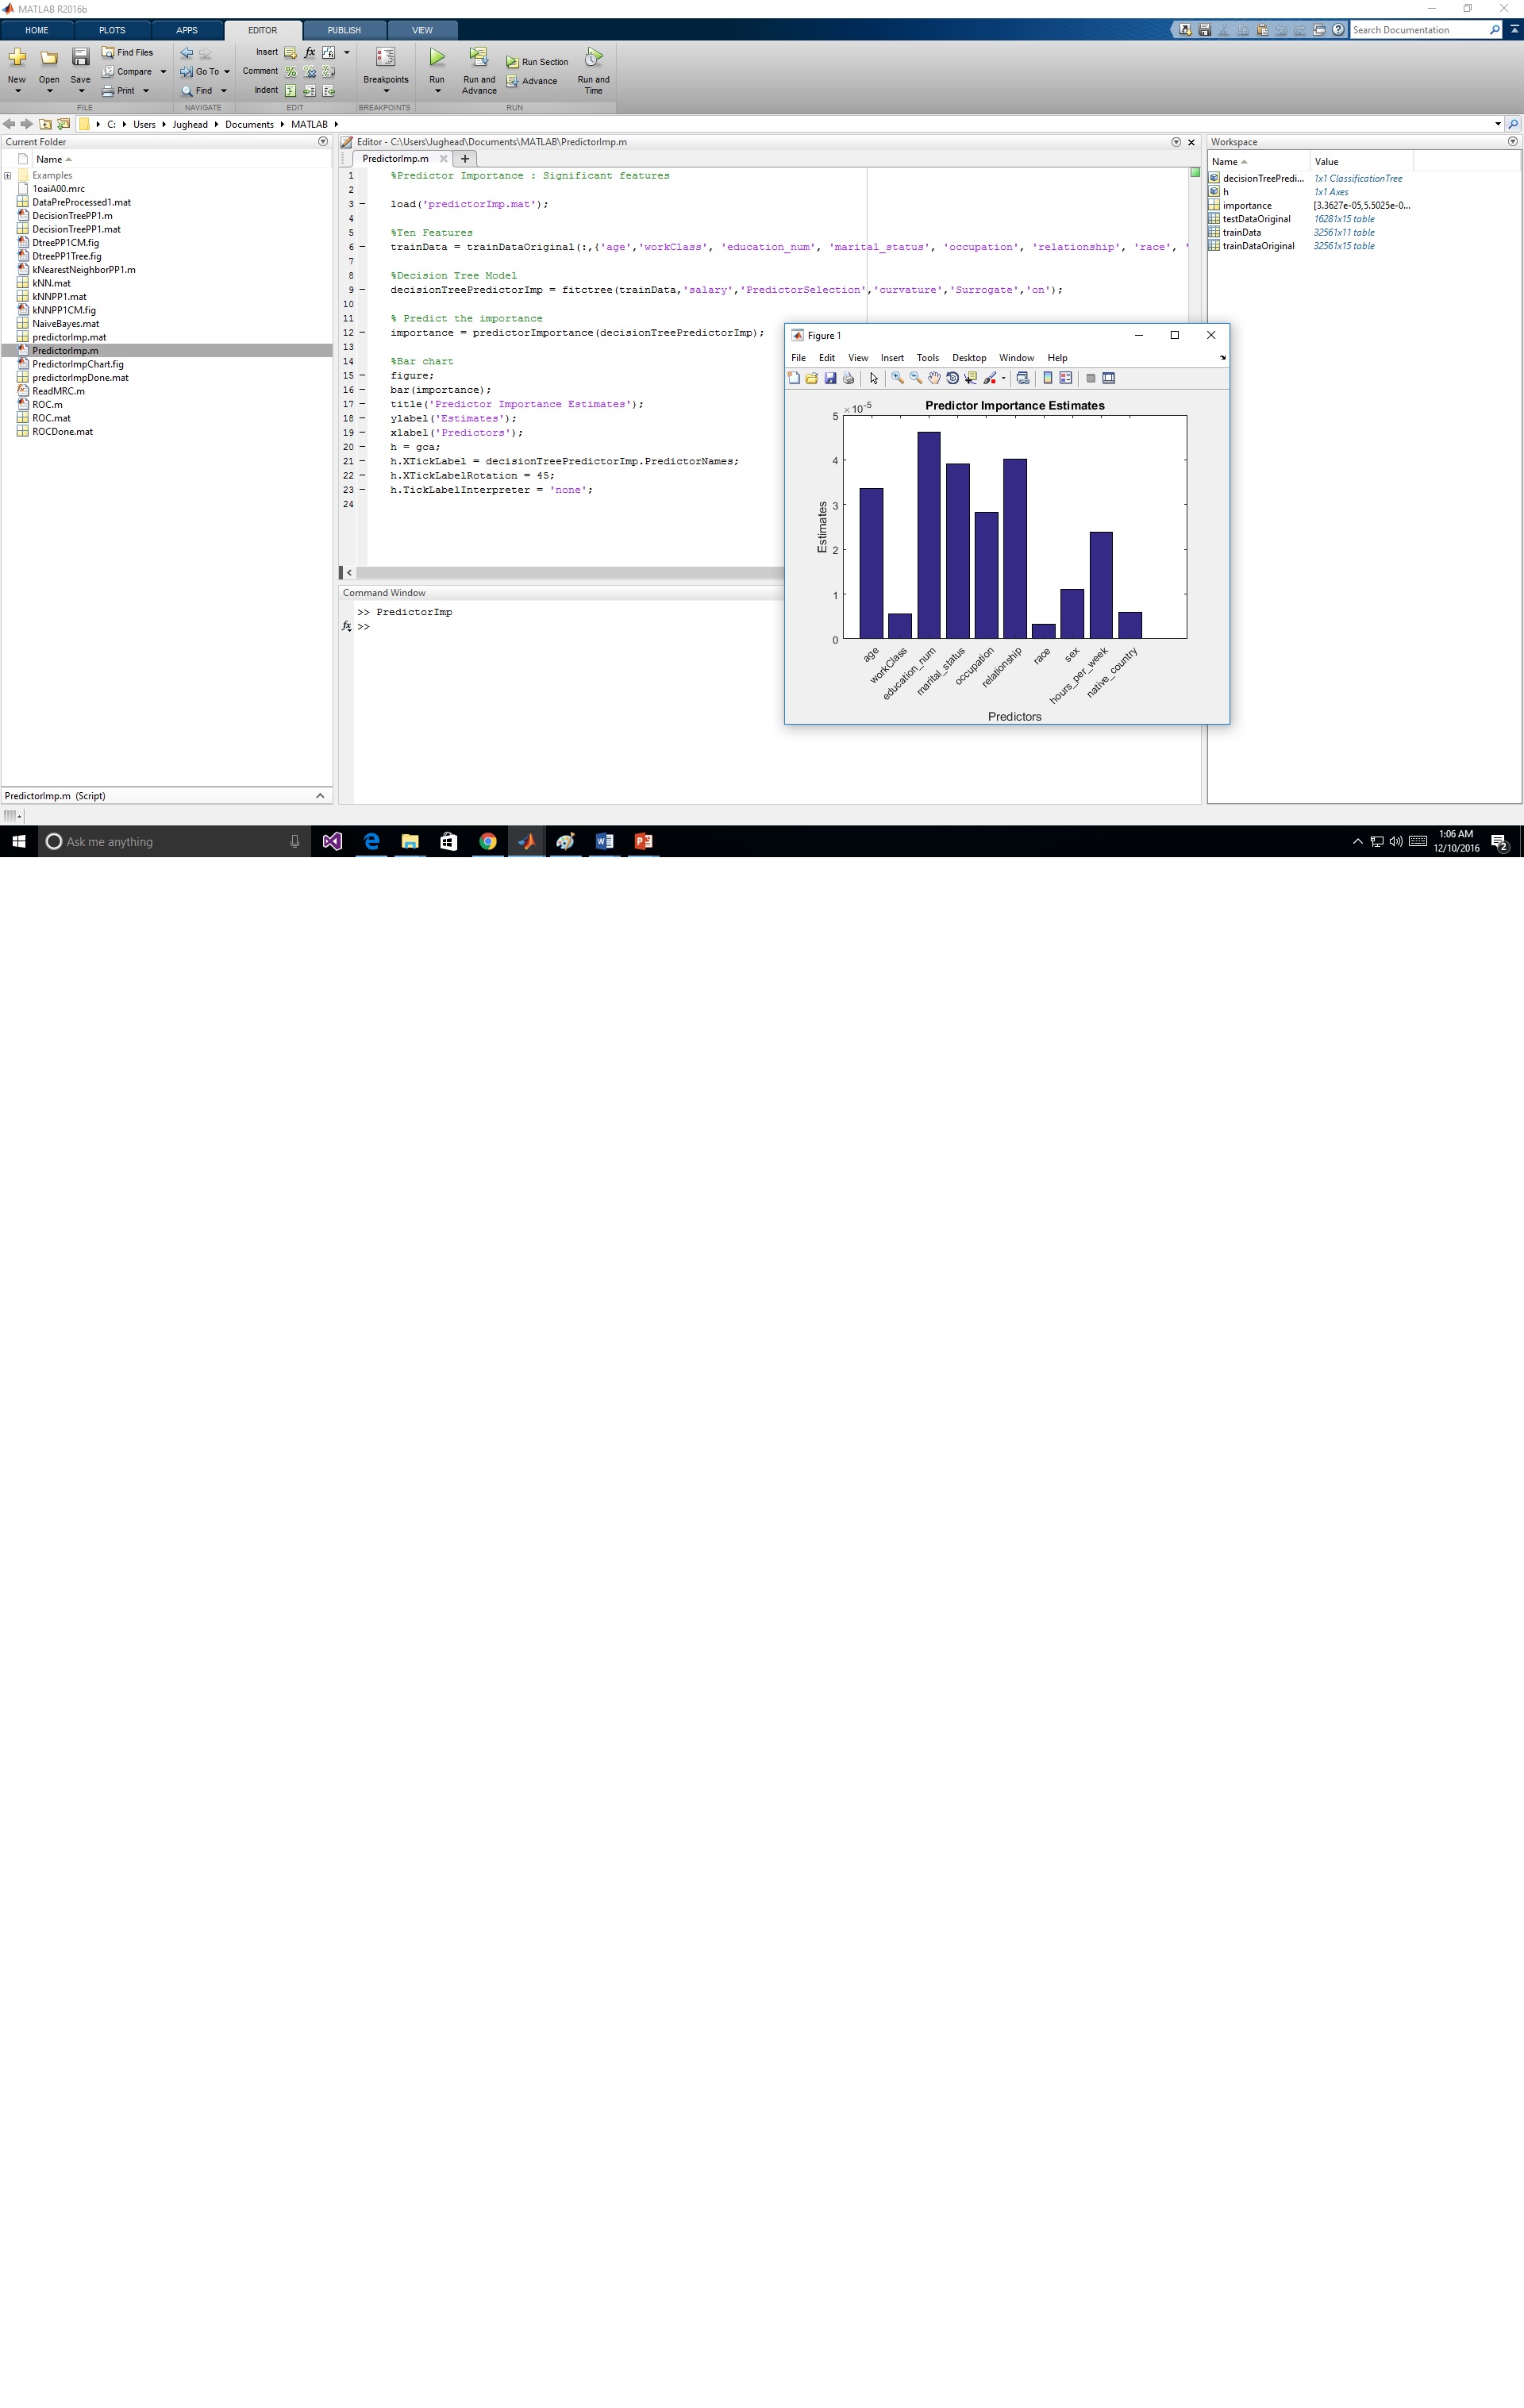 MATLAB R2016b
HOME PLOTS APPS EDITOR PUBLISH VIEW
Search Documentation
New Open Save Find Files Compare Print
FILE
Go To Find
NAVIGATE
Insert fx
Comment
Indent
EDIT
Breakpoints
BREAKPOINTS
Run Run and Advance Run Section Advance Run and Time
RUN
C: Users Jughead Documents MATLAB
Current Folder
Name
Examples
1oaiA00.mrc
DataPreProcessed1.mat
DecisionTreePP1.m
DecisionTreePP1.mat
DtreePP1CM.fig
DtreePP1Tree.fig
kNearestNeighborPP1.m
kNN.mat
kNNPP1.mat
kNNPP1CM.fig
NaiveBayes.mat
predictorImp.mat
PredictorImp.m
PredictorImpChart.fig
predictorImpDone.mat
ReadMRC.m
ROC.m
ROC.mat
ROCDone.mat
PredictorImp.m (Script)
Editor - C:\Users\Jughead\Documents\MATLAB\PredictorImp.m
PredictorImp.m
1 %Predictor Importance : Significant features
2
3 – load('predictorImp.mat');
4
5 %Ten Features
6 – trainData = trainDataOriginal(:,{'age','workClass', 'education_num', 'marital_status', 'occupation', 'relationship', 'race', '
7
8 %Decision Tree Model
9 – decisionTreePredictorImp = fitctree(trainData,'salary','PredictorSelection','curvature','Surrogate','on');
10
11 % Predict the importance
12 – importance = predictorImportance(decisionTreePredictorImp);
13
14 %Bar chart
15 – figure;
16 – bar(importance);
17 – title('Predictor Importance Estimates');
18 – ylabel('Estimates');
19 – xlabel('Predictors');
20 – h = gca;
21 – h.XTickLabel = decisionTreePredictorImp.PredictorNames;
22 – h.XTickLabelRotation = 45;
23 – h.TickLabelInterpreter = 'none';
24
Command Window
>> PredictorImp
fx >>
Figure 1
File Edit View Insert Tools Desktop Window Help
Predictor Importance Estimates
×10-5
5
4
3
2
1
0
Estimates
age workClass education_num marital_status occupation relationship race sex hours_per_week native_country
Predictors
Workspace
Name Value
decisionTreePredi... 1x1 ClassificationTree
h 1x1 Axes
importance [3.3627e-05,5.5025e-0...
testDataOriginal 16281x15 table
trainData 32561x11 table
trainDataOriginal 32561x15 table
Ask me anything
1:06 AM
12/10/2016
2